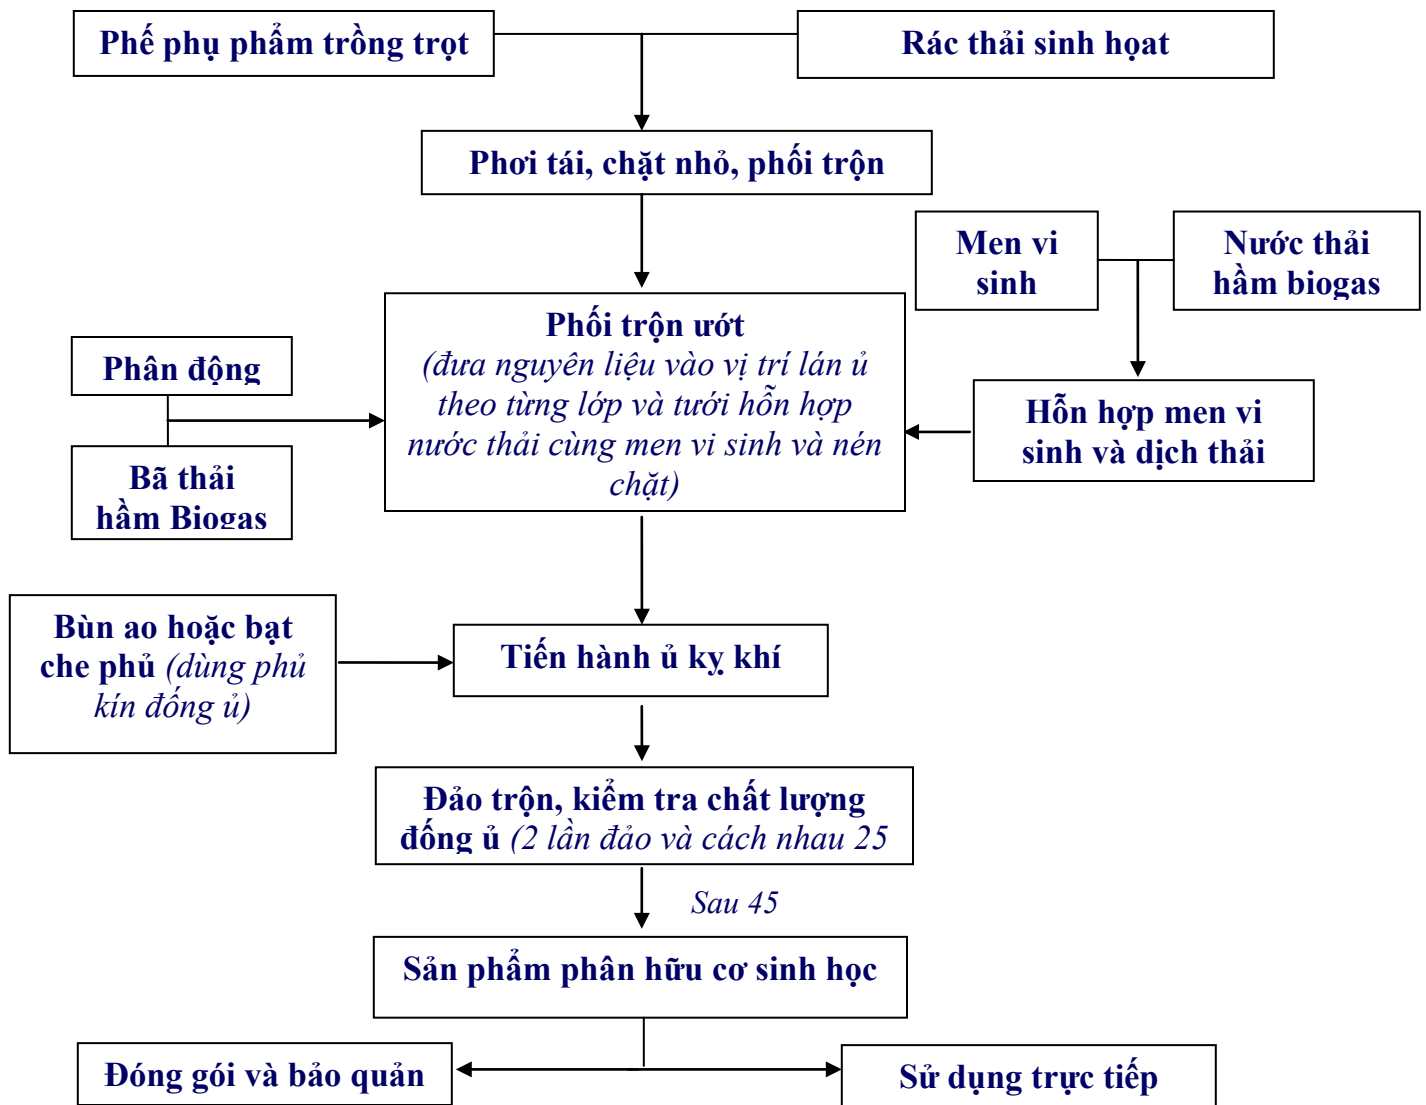 Phế phụ phẩm trồng trọt
Rác thải sinh họat
Phơi tái, chặt nhỏ, phối trộn
Men vi
sinh
Nước thải
hầm biogas
Phối trộn ướt
(đưa nguyên liệu vào vị trí lán ủ
theo từng lớp và tưới hỗn hợp
nước thải cùng men vi sinh và nén
chặt)
Phân động
Bã thải
hầm Biogas
Hỗn hợp men vi
sinh và dịch thải
Bùn ao hoặc bạt
che phủ (dùng phủ
kín đống ủ)
Tiến hành ủ kỵ khí
Đảo trộn, kiểm tra chất lượng
đống ủ (2 lần đảo và cách nhau 25
Sau 45
Sản phẩm phân hữu cơ sinh học
Đóng gói và bảo quản
Sử dụng trực tiếp